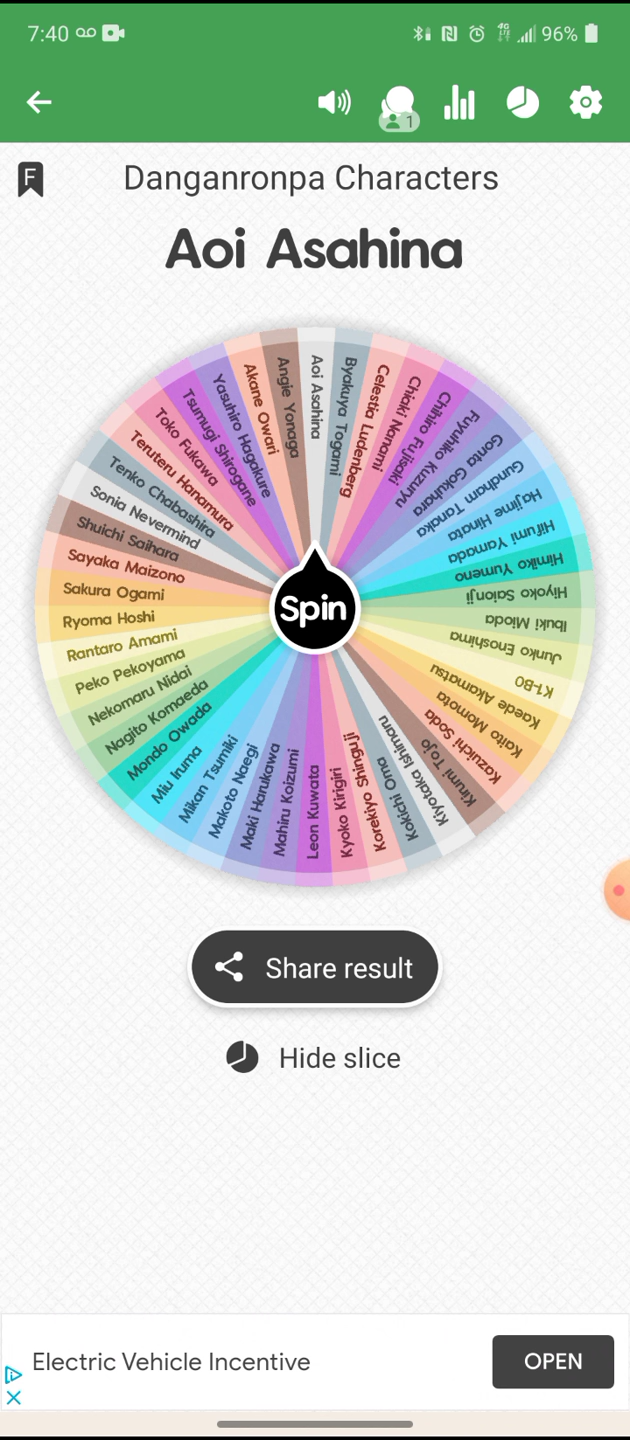 7:40
4G
96%
1
F
Danganronpa Characters
Aoi Asahina
Aoi Asahina
Byakuya Togami
Celestia Ludenberg
Chiaki Nanami
Chihiro Fujisaki
Fuyuhiko Kuzuryu
Gonta Gokuhara
Gundham Tanaka
Hajime Hinata
Hifumi Yamada
Himiko Yumeno
Hiyoko Saionji
Ibuki Mioda
Junko Enoshima
K1-B0
Kaede Akamatsu
Kaito Momota
Kazuichi Soda
Kirumi Tojo
Kiyotaka Ishimaru
Kokichi Oma
Korekiyo Shinguji
Kyoko Kirigiri
Leon Kuwata
Mahiru Koizumi
Maki Harukawa
Makoto Naegi
Mikan Tsumiki
Miu Iruma
Mondo Owada
Nagito Komaeda
Nekomaru Nidai
Peko Pekoyama
Rantaro Amami
Ryoma Hoshi
Sakura Ogami
Sayaka Maizono
Shuichi Saihara
Sonia Nevermind
Tenko Chabashira
Teruteru Hanamura
Toko Fukawa
Tsumugi Shirogane
Yasuhiro Hagakure
Akane Owari
Angie Yonaga
Spin
Share result
Hide slice
Electric Vehicle Incentive
OPEN